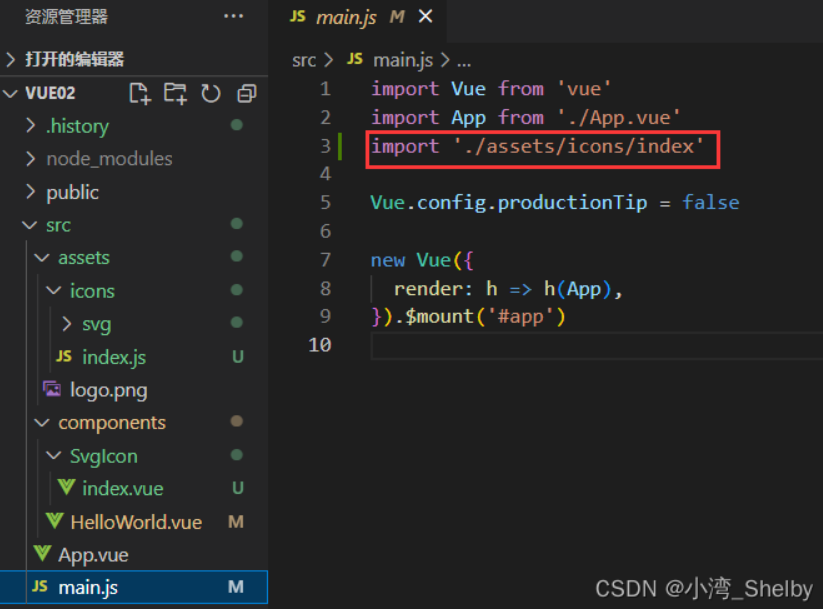 资源管理器 ...
打开的编辑器
VUE02
.history
node_modules
public
src
assets
icons
svg
JS index.js U
logo.png
components
SvgIcon
index.vue U
HelloWorld.vue M
App.vue
JS main.js M
JS main.js M
src > JS main.js > ...
1 import Vue from 'vue'
2 import App from './App.vue'
3 import './assets/icons/index'
4
5 Vue.config.productionTip = false
6
7 new Vue({
8 render: h => h(App),
9 }).$mount('#app')
10
CSDN @小湾_Shelby